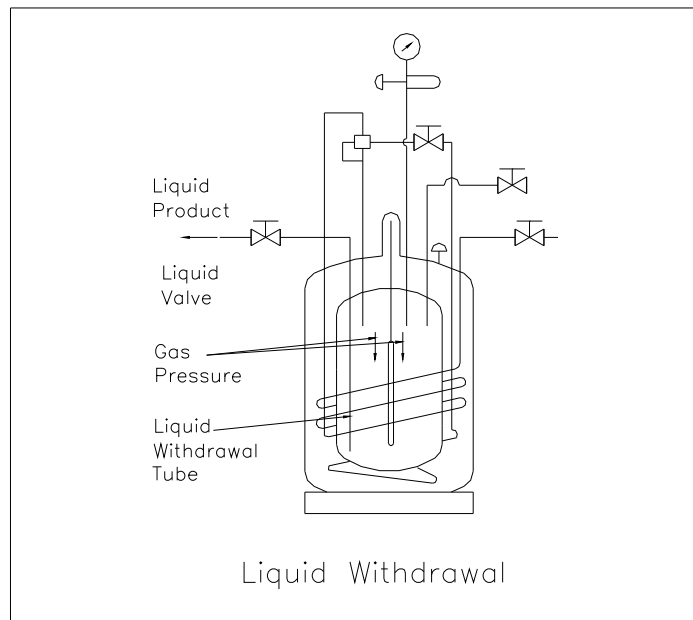 Liquid
Product
Liquid
Valve
Gas
Pressure
Liquid
Withdrawal
Tube
Liquid Withdrawal